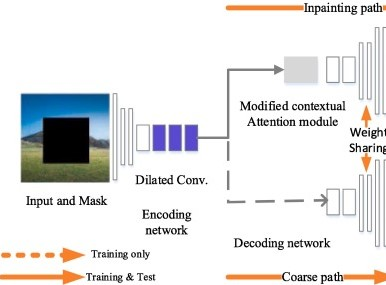 Inpainting path
Modified contextual
Attention module
Weight
Sharing
Dilated Conv.
Input and Mask
Encoding
network
Decoding network
Training only
Training & Test
Coarse path